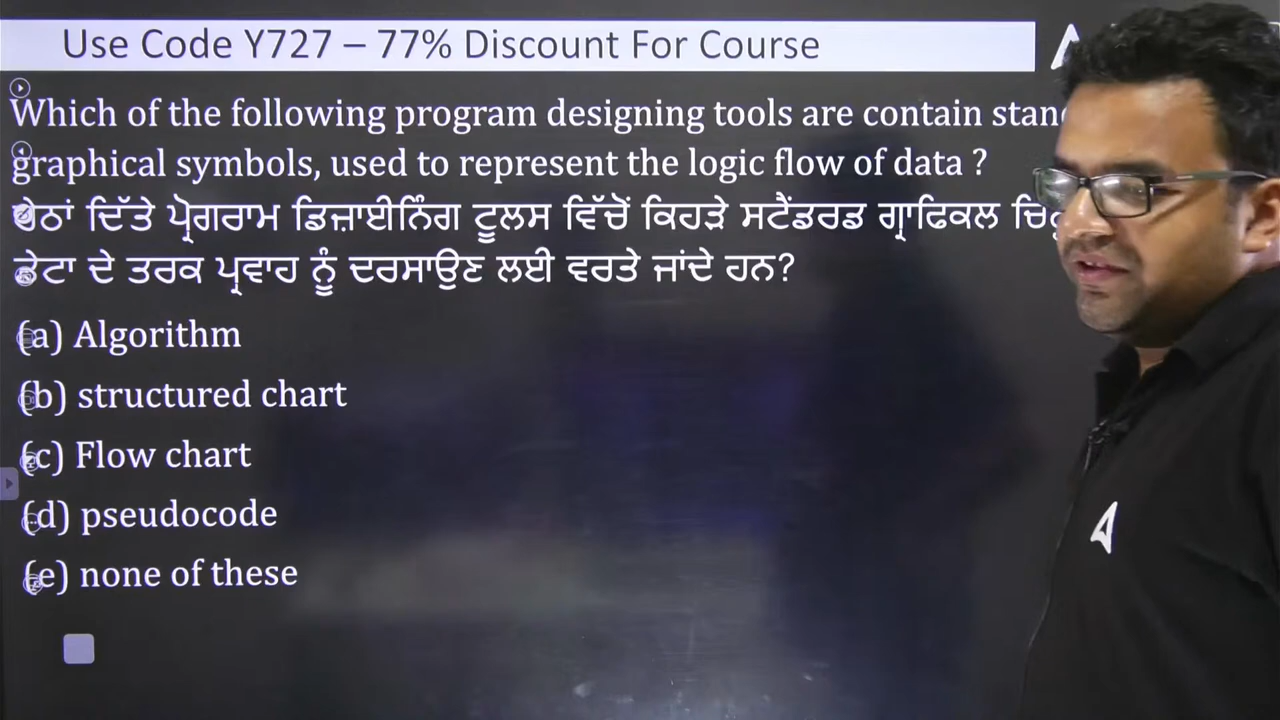 Use Code Y727 – 77% Discount For Course
Which of the following program designing tools are contain
graphical symbols, used to represent the logic flow of data ?
ਹੇਠਾਂ ਦਿੱਤੇ ਪ੍ਰੋਗਰਾਮ ਡਿਜ਼ਾਈਨਿੰਗ ਟੂਲਸ ਵਿੱਚੋਂ ਕਿਹੜੇ ਸਟੈਂਡਰਡ ਗ੍ਰਾਫਿਕਲ
ਡੇਟਾ ਦੇ ਤਰਕ ਪ੍ਰਵਾਹ ਨੂੰ ਦਰਸਾਉਣ ਲਈ ਵਰਤੇ ਜਾਂਦੇ ਹਨ?
(a) Algorithm
(b) structured chart
(c) Flow chart
(d) pseudocode
(e) none of these